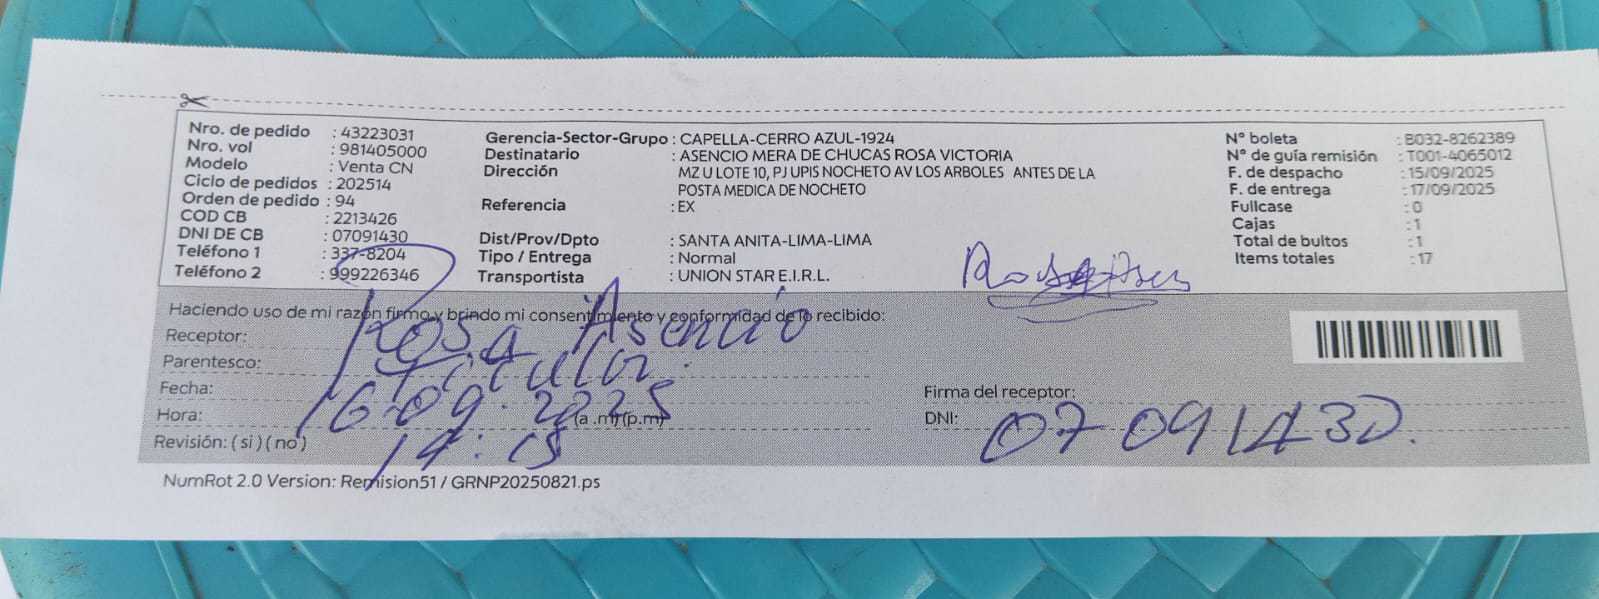 Nro. de pedido : 43223031
Nro. vol : 981405000
Modelo : Venta CN
Ciclo de pedidos : 202514
Orden de pedido : 94
COD CB : 2213426
DNI DE CB : 07091430
Teléfono 1 : 337-8204
Teléfono 2 : 999226346
Gerencia-Sector-Grupo : CAPELLA-CERRO AZUL-1924
Destinatario : ASENCIO MERA DE CHUCAS ROSA VICTORIA
Dirección MZ U LOTE 10, PJ UPIS NOCHETO AV LOS ARBOLES ANTES DE LA
POSTA MEDICA DE NOCHETO
Referencia : EX
Dist/Prov/Dpto : SANTA ANITA-LIMA-LIMA
Tipo / Entrega : Normal
Transportista : UNION STAR E.I.R.L.
N° boleta : B032-8262389
N° de guía remisión : T001-4065012
F. de despacho : 15/09/2025
F. de entrega : 17/09/2025
Fullcase : 0
Cajas : 1
Total de bultos : 1
Items totales : 17
Haciendo uso de mi razón firmo y brindo mi consentimiento y conformidad de lo recibido:
Receptor: Rosa Asencio
Parentesco: Titular.
Fecha: 16-09-2025
Hora: 14:15 (a .m) (p.m)
Revisión: ( si ) ( no )
Firma del receptor:
DNI: 07091430.
NumRot 2.0 Version: Remision51 / GRNP20250821.ps